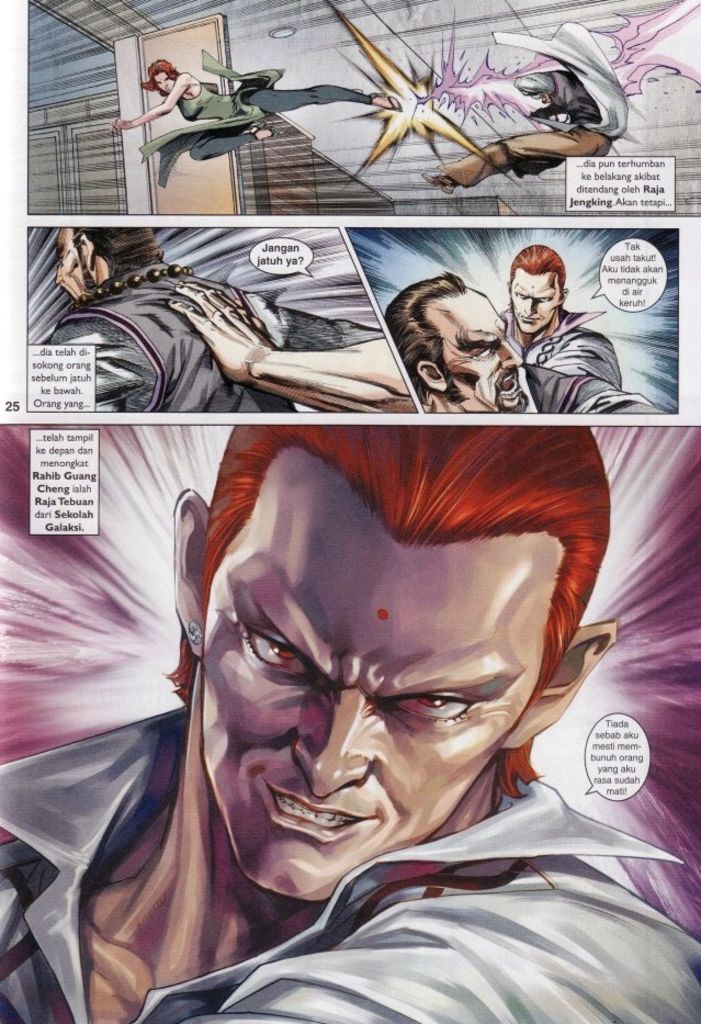 ...dia pun terhumban
ke belakang akibat
ditendang oleh Raja
Jengking. Akan tetapi...
Jangan
jatuh ya?
...dia telah di-
sokong orang
sebelum jatuh
ke bawah.
Orang yang...
Tak
usah takut!
Aku tidak akan
menangguk
di air
keruh!
25
...telah tampil
ke depan dan
menongkat
Rahib Guang
Cheng ialah
Raja Tebuan
dari Sekolah
Galaksi.
Tiada
sebab aku
mesti mem-
bunuh orang
yang aku
rasa sudah
mati!